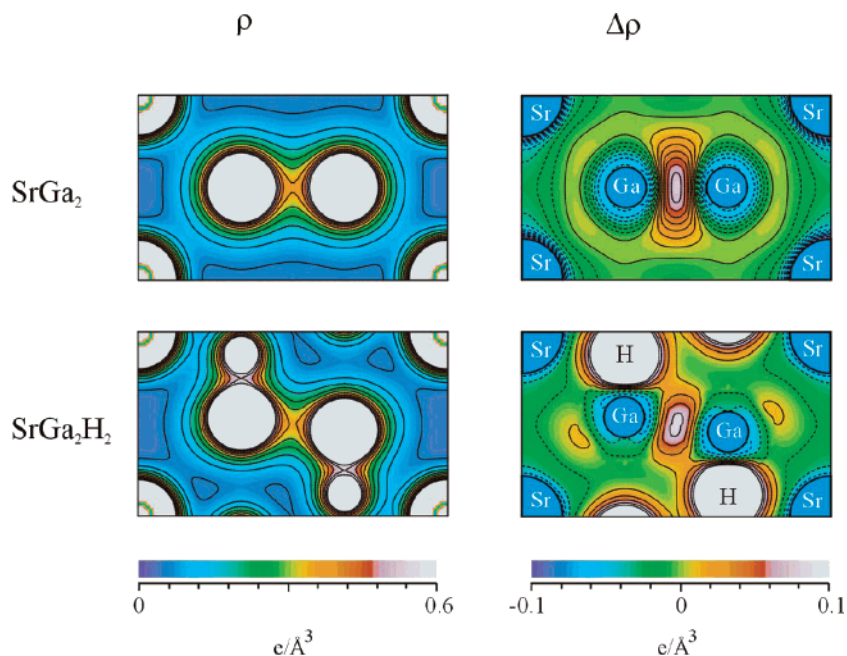 ρ Δρ
SrGa₂
Sr Sr
Ga Ga
Sr Sr
SrGa₂H₂
H
Sr Sr
Ga Ga
Sr H Sr
0 0.6 -0.1 0 0.1
e/Å³ e/Å³